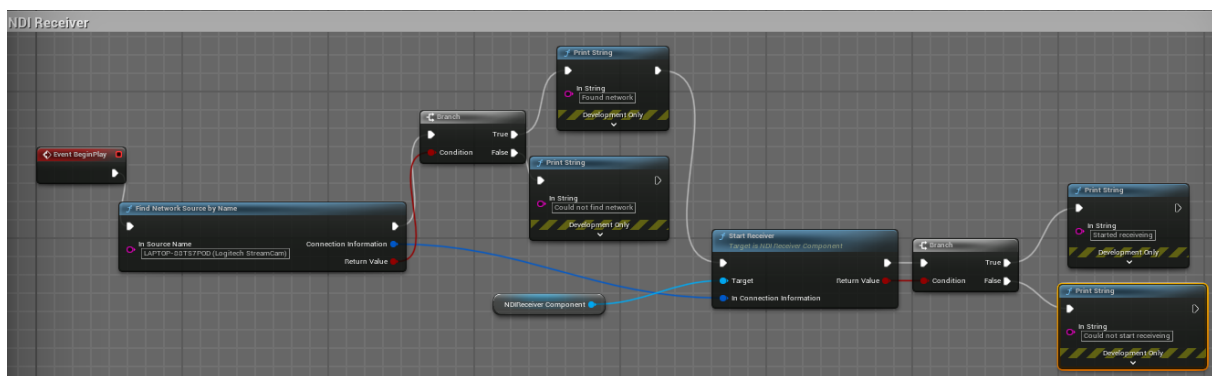 NDI Receiver
Event BeginPlay
Find Network Source by Name
In Source Name
LAPTOP-D3TS7POD (Logitech StreamCam)
Connection Information
Return Value
Branch
Condition
True
False
Print String
In String
Found network
Development Only
Print String
In String
Could not find network
Development Only
NDIReceiver Component
Start Receiver
Target is NDI Receiver Component
Target
In Connection Information
Return Value
Branch
Condition
True
False
Print String
In String
Started receiveing
Development Only
Print String
In String
Could not start receiveing
Development Only